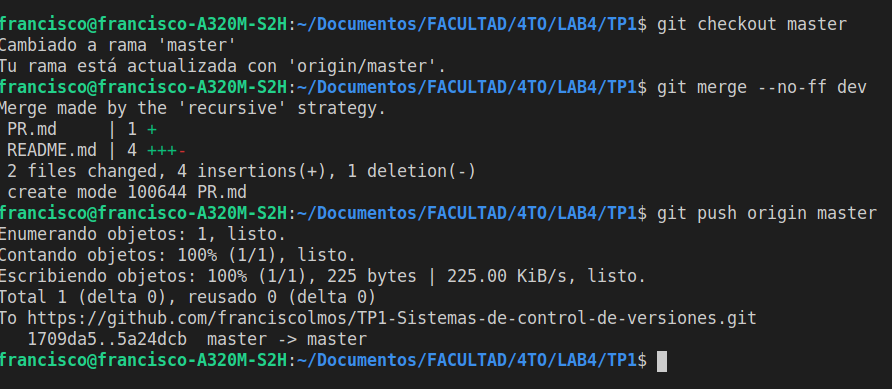 francisco@francisco-A320M-S2H:~/Documentos/FACULTAD/4TO/LAB4/TP1$ git checkout master
Cambiado a rama 'master'
Tu rama está actualizada con 'origin/master'.
francisco@francisco-A320M-S2H:~/Documentos/FACULTAD/4TO/LAB4/TP1$ git merge --no-ff dev
Merge made by the 'recursive' strategy.
 PR.md     | 1 +
 README.md | 4 +++-
 2 files changed, 4 insertions(+), 1 deletion(-)
 create mode 100644 PR.md
francisco@francisco-A320M-S2H:~/Documentos/FACULTAD/4TO/LAB4/TP1$ git push origin master
Enumerando objetos: 1, listo.
Contando objetos: 100% (1/1), listo.
Escribiendo objetos: 100% (1/1), 225 bytes | 225.00 KiB/s, listo.
Total 1 (delta 0), reusado 0 (delta 0)
To https://github.com/franciscolmos/TP1-Sistemas-de-control-de-versiones.git
   1709da5..5a24dcb  master -> master
francisco@francisco-A320M-S2H:~/Documentos/FACULTAD/4TO/LAB4/TP1$